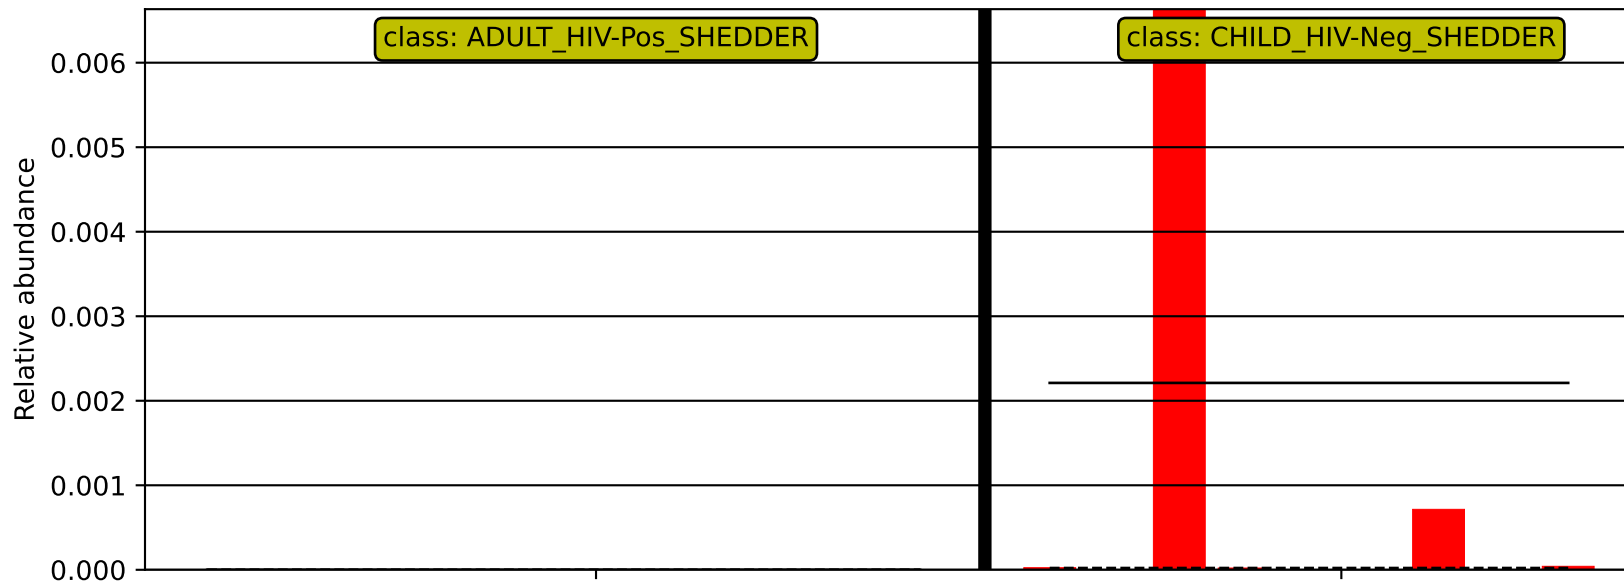 class: ADULT_HIV-Pos_SHEDDER
class: CHILD_HIV-Neg_SHEDDER
Relative abundance
0.006
0.005
0.004
0.003
0.002
0.001
0.000